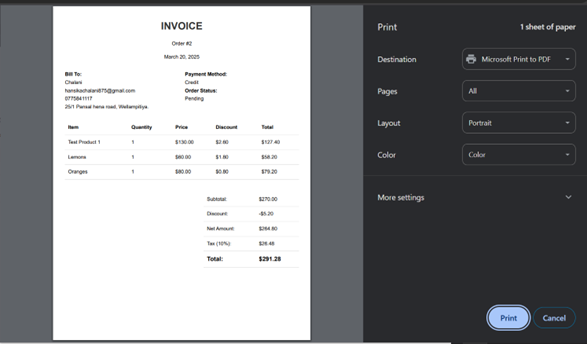 INVOICE
Order #2
March 20, 2025
Bill To:
Chalani
hansikachalani875@gmail.com
0775841117
25/1 Pansal hena road, Wellampitiya.
Payment Method:
Credit
Order Status:
Pending
Item Quantity Price Discount Total
Test Product 1 1 $130.00 $2.60 $127.40
Lemons 1 $60.00 $1.80 $58.20
Oranges 1 $80.00 $0.80 $79.20
Subtotal: $270.00
Discount: -$5.20
Net Amount: $264.80
Tax (10%): $26.48
Total: $291.28
Print 1 sheet of paper
Destination Microsoft Print to PDF
Pages All
Layout Portrait
Color Color
More settings
Print Cancel